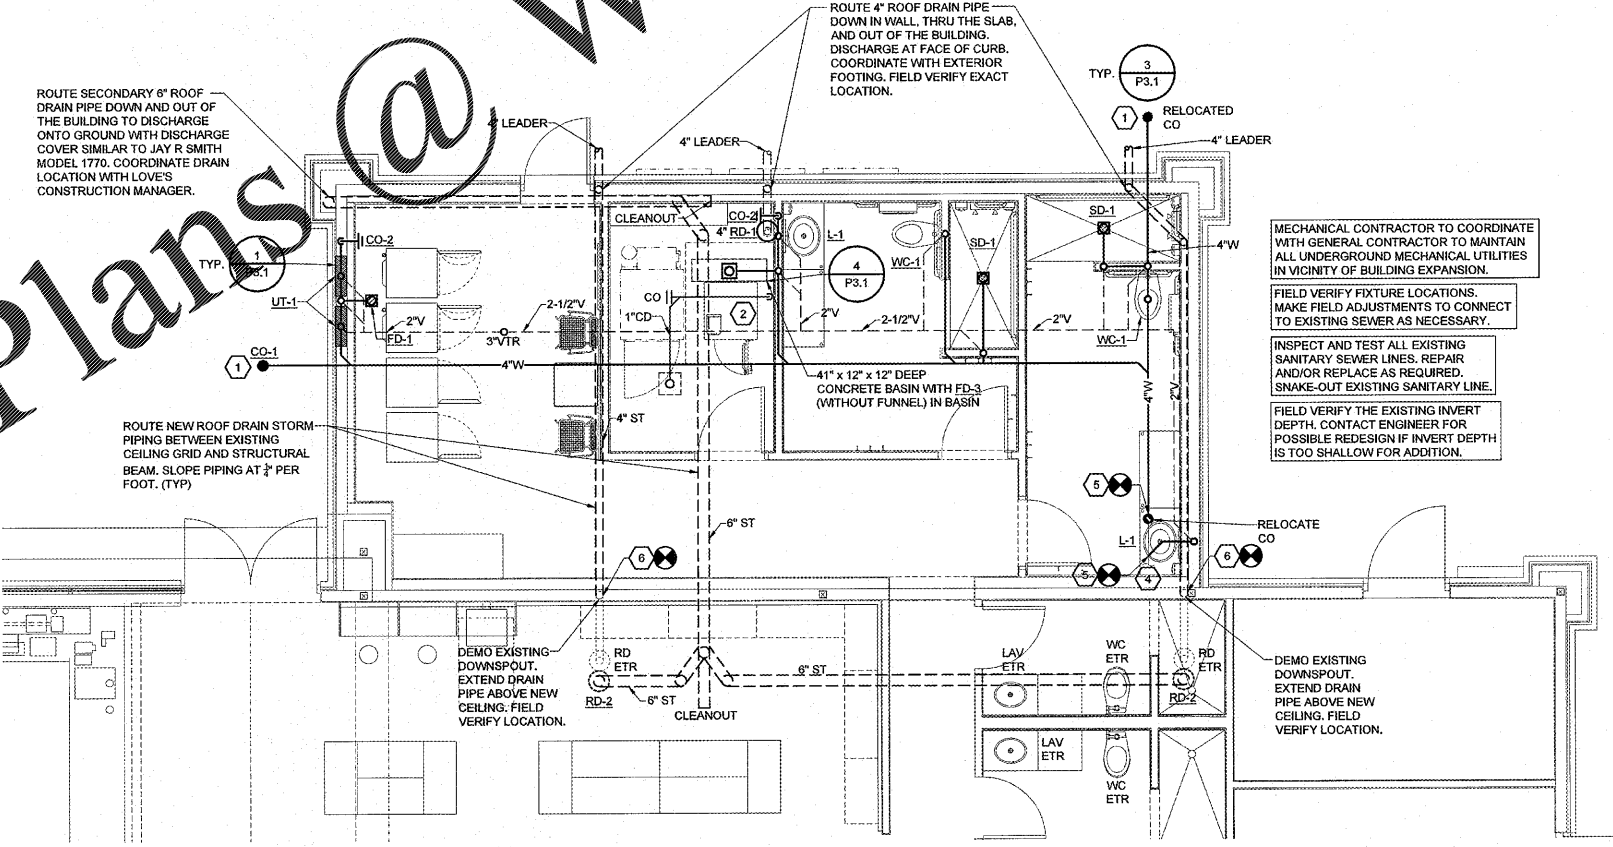 ROUTE 4" ROOF DRAIN PIPE
DOWN IN WALL, THRU THE SLAB,
AND OUT OF THE BUILDING.
DISCHARGE AT FACE OF CURB.
COORDINATE WITH EXTERIOR
FOOTING. FIELD VERIFY EXACT
LOCATION.
TYP.
3
P3.1
ROUTE SECONDARY 6" ROOF
DRAIN PIPE DOWN AND OUT OF
THE BUILDING TO DISCHARGE
ONTO GROUND WITH DISCHARGE
COVER SIMILAR TO JAY R SMITH
MODEL 1770. COORDINATE DRAIN
LOCATION WITH LOVE'S
CONSTRUCTION MANAGER.
Plans @
4" LEADER
4" LEADER
1
RELOCATED
CO
4" LEADER
CLEANOUT
CO-2
4" RD-1
L-1
SD-1
SD-1
4"W
CO-2
TYP.
1
P3.1
WC-1
4
P3.1
UT-1
CO
2
2"V
FD-1
2-1/2"V
3"VTR
1"CD
2"V
2-1/2"V
2"V
WC-1
1
CO-1
4"W
4"W
2"V
41" x 12" x 12" DEEP
CONCRETE BASIN WITH FD-3
(WITHOUT FUNNEL) IN BASIN
4" ST
MECHANICAL CONTRACTOR TO COORDINATE
WITH GENERAL CONTRACTOR TO MAINTAIN
ALL UNDERGROUND MECHANICAL UTILITIES
IN VICINITY OF BUILDING EXPANSION.
FIELD VERIFY FIXTURE LOCATIONS.
MAKE FIELD ADJUSTMENTS TO CONNECT
TO EXISTING SEWER AS NECESSARY.
INSPECT AND TEST ALL EXISTING
SANITARY SEWER LINES. REPAIR
AND/OR REPLACE AS REQUIRED.
SNAKE-OUT EXISTING SANITARY LINE.
FIELD VERIFY THE EXISTING INVERT
DEPTH. CONTACT ENGINEER FOR
POSSIBLE REDESIGN IF INVERT DEPTH
IS TOO SHALLOW FOR ADDITION.
ROUTE NEW ROOF DRAIN STORM
PIPING BETWEEN EXISTING
CEILING GRID AND STRUCTURAL
BEAM. SLOPE PIPING AT ¼" PER
FOOT. (TYP)
5
6" ST
RELOCATE
CO
L-1
6
6
5
4
DEMO EXISTING
DOWNSPOUT.
EXTEND DRAIN
PIPE ABOVE NEW
CEILING. FIELD
VERIFY LOCATION.
RD
ETR
RD-2
6" ST
CLEANOUT
6" ST
LAV
ETR
WC
ETR
RD
ETR
RD-2
LAV
ETR
WC
ETR
DEMO EXISTING
DOWNSPOUT.
EXTEND DRAIN
PIPE ABOVE NEW
CEILING. FIELD
VERIFY LOCATION.